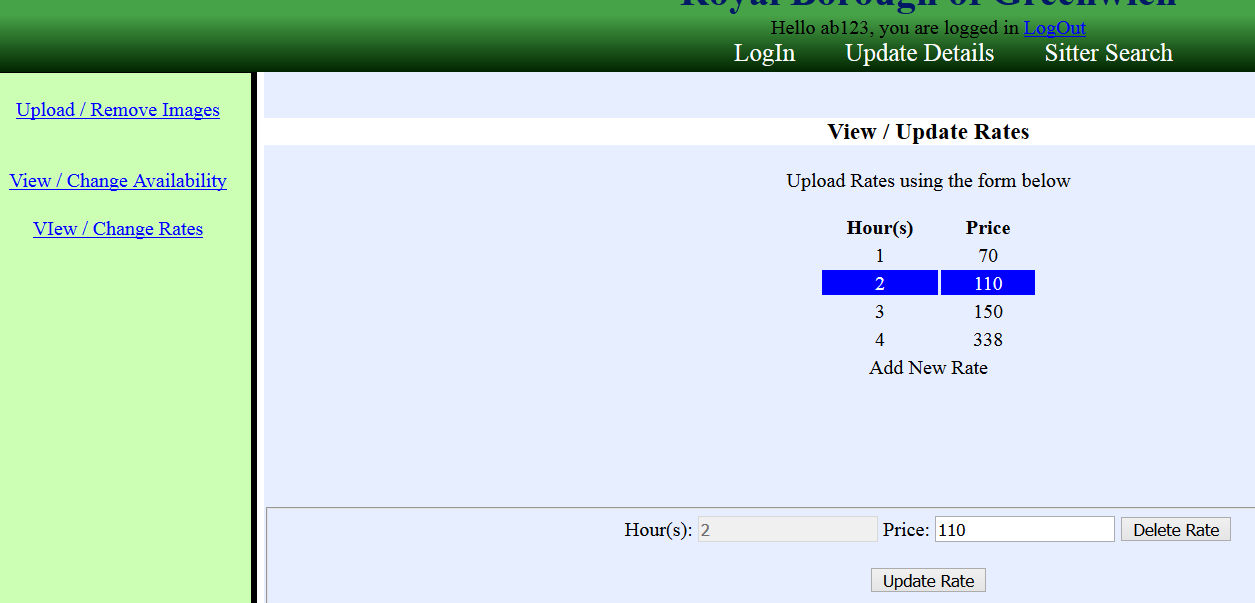 Royal Borough of Greenwich
Hello ab123, you are logged in LogOut
LogIn Update Details Sitter Search
Upload / Remove Images
View / Change Availability
VIew / Change Rates
View / Update Rates
Upload Rates using the form below
Hour(s) Price
1 70
2 110
3 150
4 338
Add New Rate
Hour(s): 2 Price: 110 Delete Rate
Update Rate